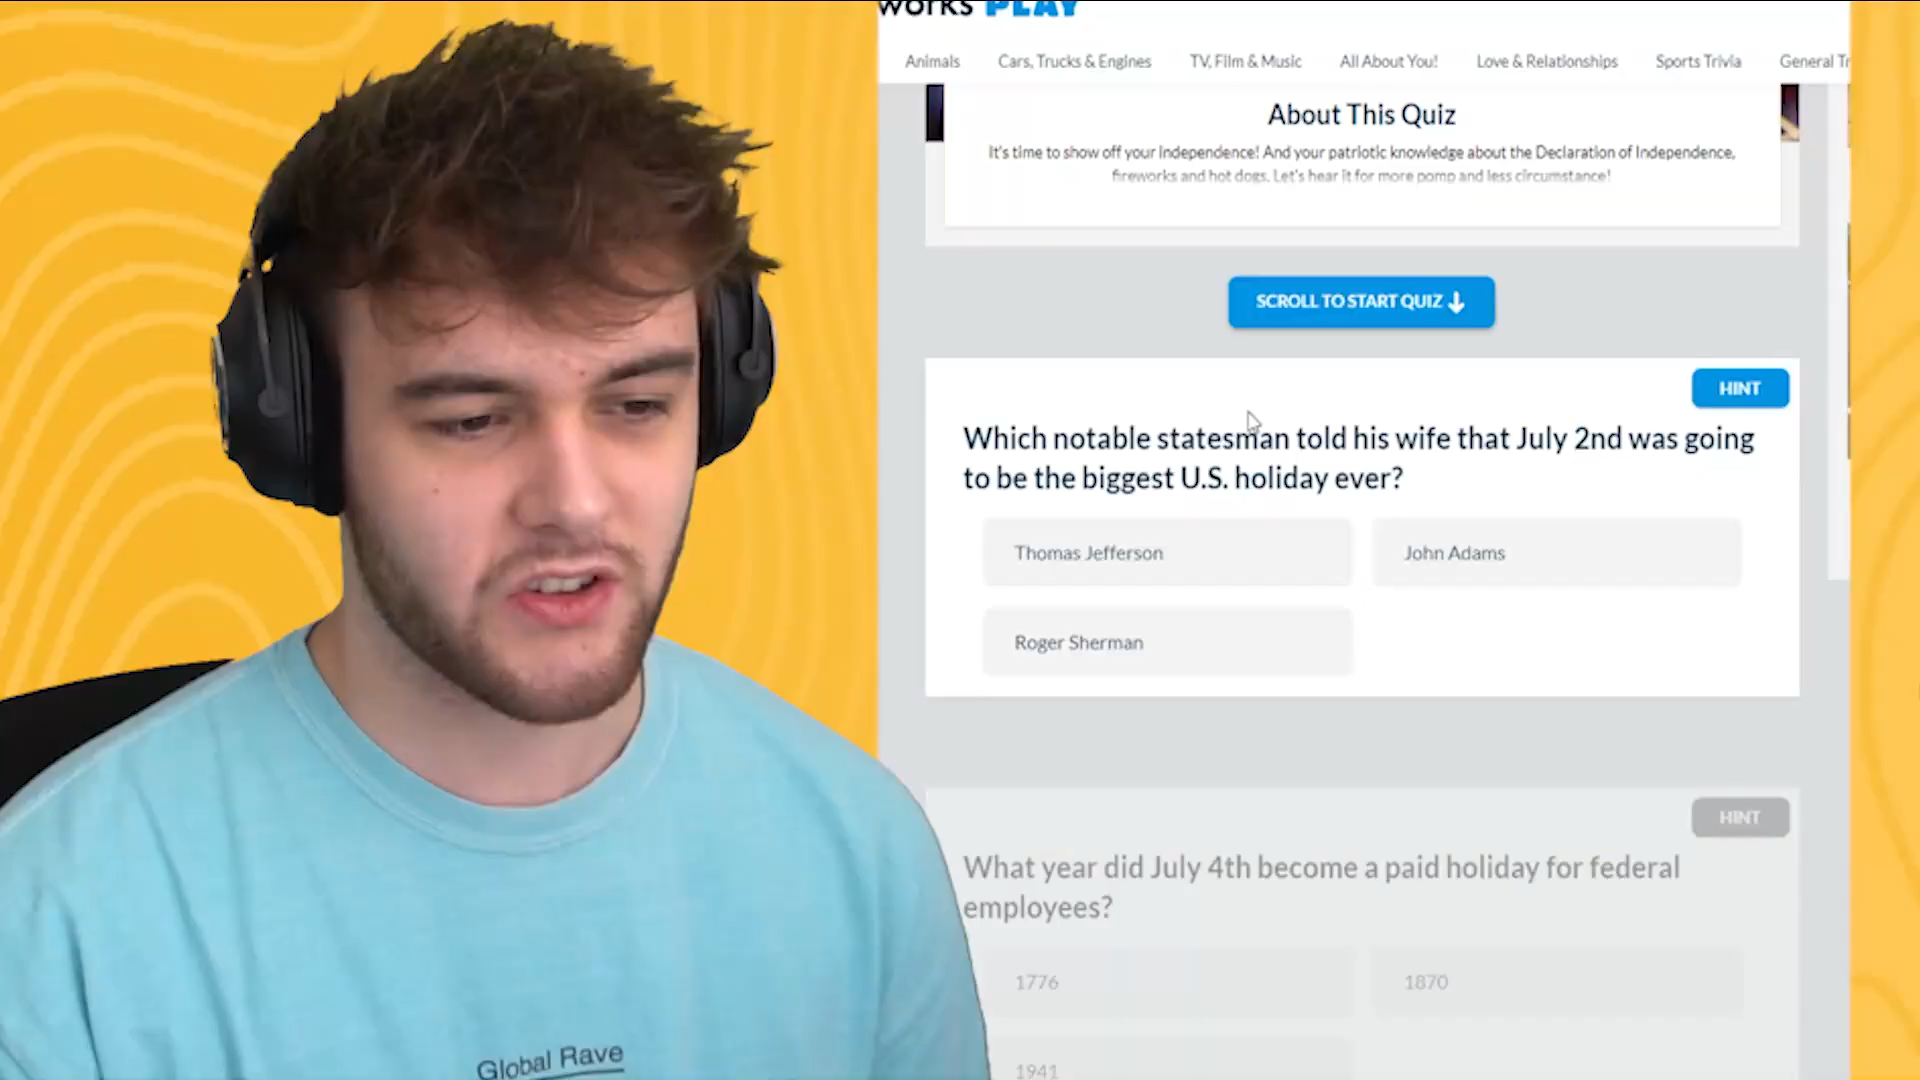 works PLAY
Animals Cars, Trucks & Engines TV, Film & Music All About You! Love & Relationships Sports Trivia General Tr
About This Quiz
It's time to show off your Independence! And your patriotic knowledge about the Declaration of Independence,
fireworks and hot dogs. Let's hear it for more pomp and less circumstance!
SCROLL TO START QUIZ
HINT
Which notable statesman told his wife that July 2nd was going
to be the biggest U.S. holiday ever?
Thomas Jefferson John Adams
Roger Sherman
HINT
What year did July 4th become a paid holiday for federal
employees?
1776 1870
1941
Global Rave